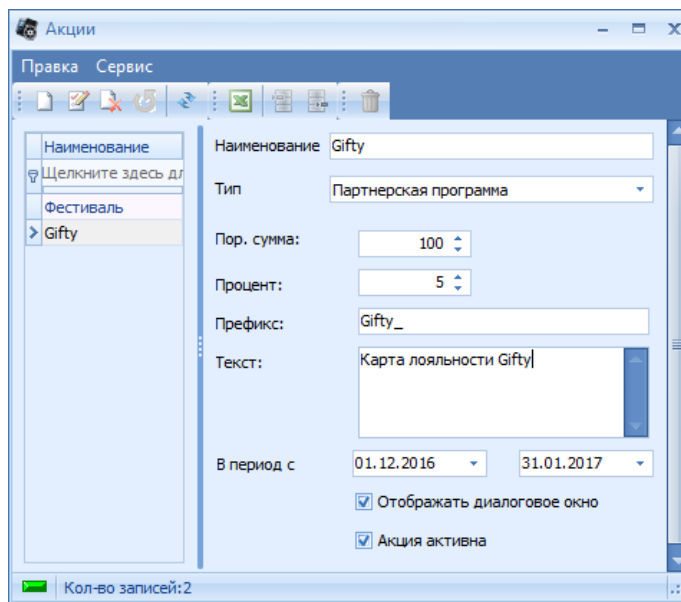 Акции
Правка Сервис
Наименование
Щелкните здесь дл
Фестиваль
Gifty
Наименование Gifty
Тип Партнерская программа
Пор. сумма: 100
Процент: 5
Префикс: Gifty_
Текст: Карта лояльности Gifty
В период с 01.12.2016 31.01.2017
Отображать диалоговое окно
Акция активна
Кол-во записей:2